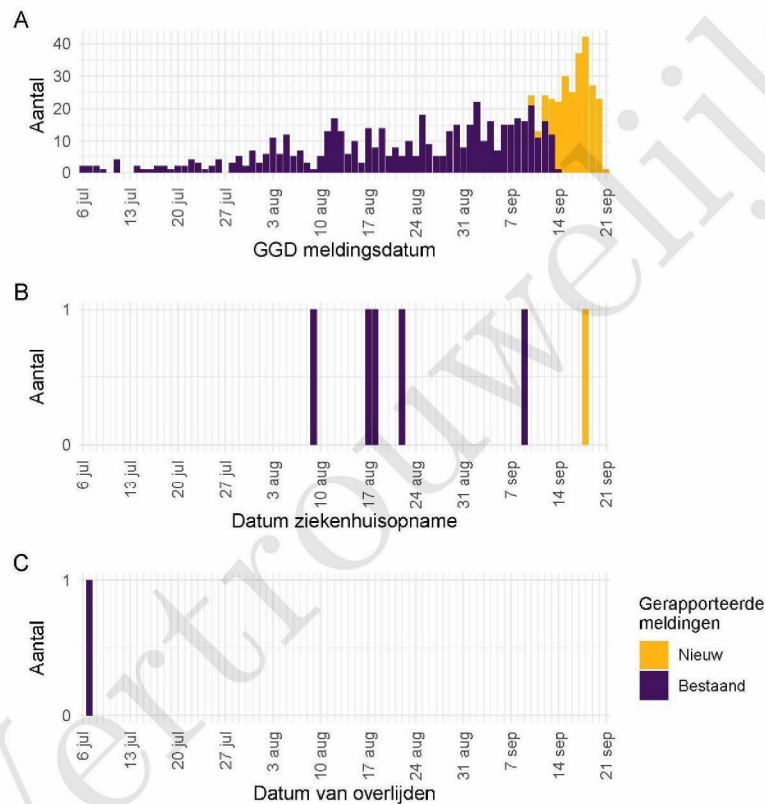 A
Aantal
40
30
20
10
0
6 jul
13 jul
20 jul
27 jul
3 aug
10 aug
17 aug
24 aug
31 aug
7 sep
14 sep
21 sep
GGD meldingsdatum
B
Aantal
1
0
6 jul
13 jul
20 jul
27 jul
3 aug
10 aug
17 aug
24 aug
31 aug
7 sep
14 sep
21 sep
Datum ziekenhuisopname
C
Aantal
1
0
6 jul
13 jul
20 jul
27 jul
3 aug
10 aug
17 aug
24 aug
31 aug
7 sep
14 sep
21 sep
Datum van overlijden
Gerapporteerde
meldingen
Nieuw
Bestaand
Vertrouwelijk